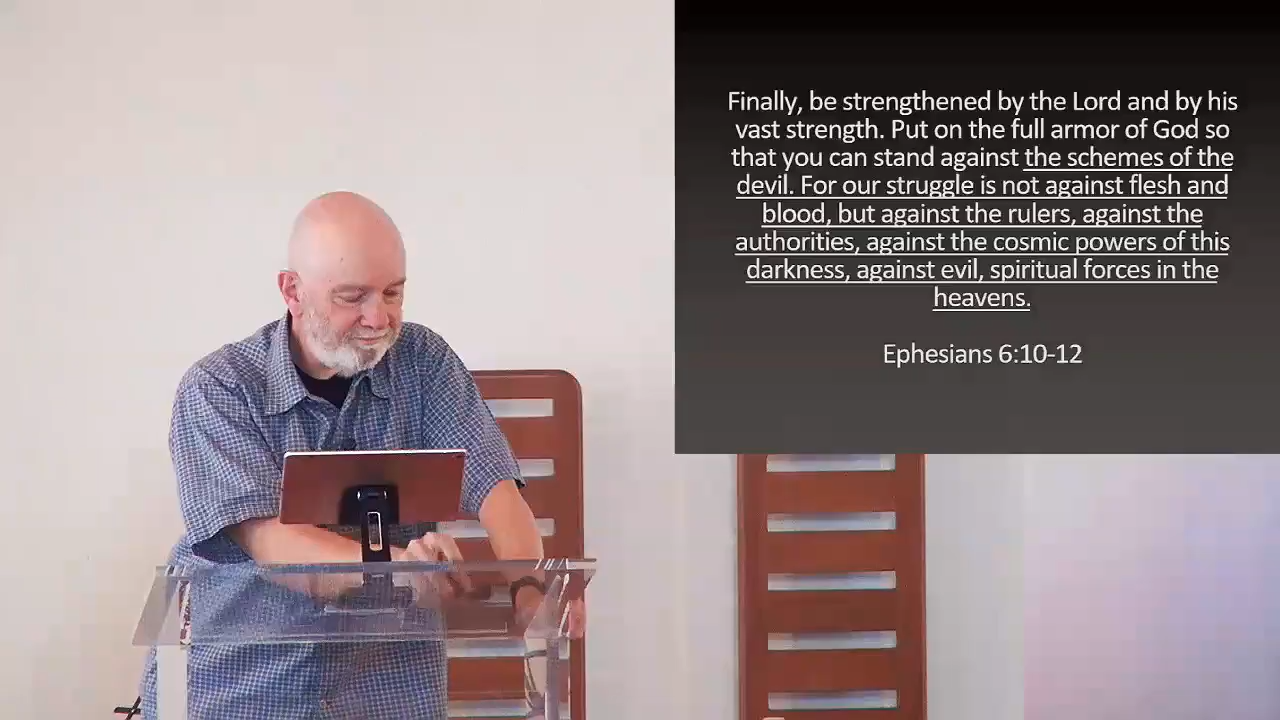 Finally, be strengthened by the Lord and by his
vast strength. Put on the full armor of God so
that you can stand against the schemes of the
devil. For our struggle is not against flesh and
blood, but against the rulers, against the
authorities, against the cosmic powers of this
darkness, against evil, spiritual forces in the
heavens.
Ephesians 6:10-12